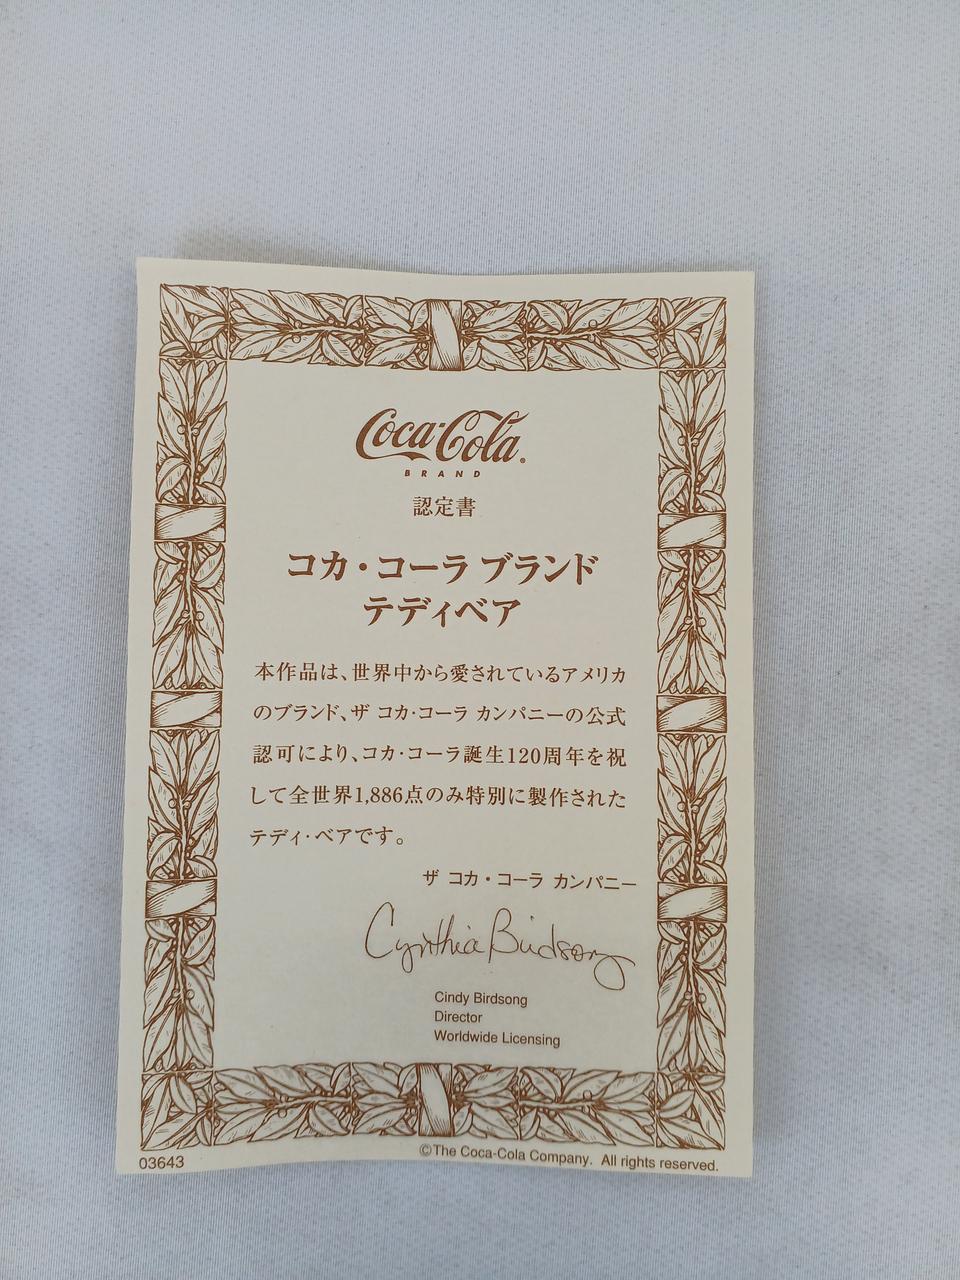 Coca-Cola®
BRAND
認定書
コカ・コーラ ブランド
テディベア
本作品は、世界中から愛されているアメリカ
のブランド、ザ コカ・コーラ カンパニーの公式
認可により、コカ・コーラ誕生120周年を祝
して全世界1,886点のみ特別に製作された
テディ・ベアです。
ザ コカ・コーラ カンパニー
Cynthia Birdsong
Cindy Birdsong
Director
Worldwide Licensing
©The Coca-Cola Company. All rights reserved.
03643